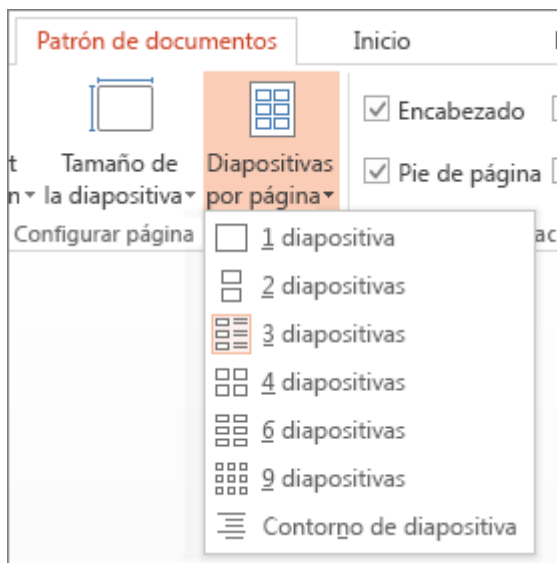 Patrón de documentos Inicio
Encabezado
Tamaño de Diapositivas
la diapositiva por página
Pie de página
Configurar página
1 diapositiva
2 diapositivas
3 diapositivas
4 diapositivas
6 diapositivas
9 diapositivas
Contorno de diapositiva